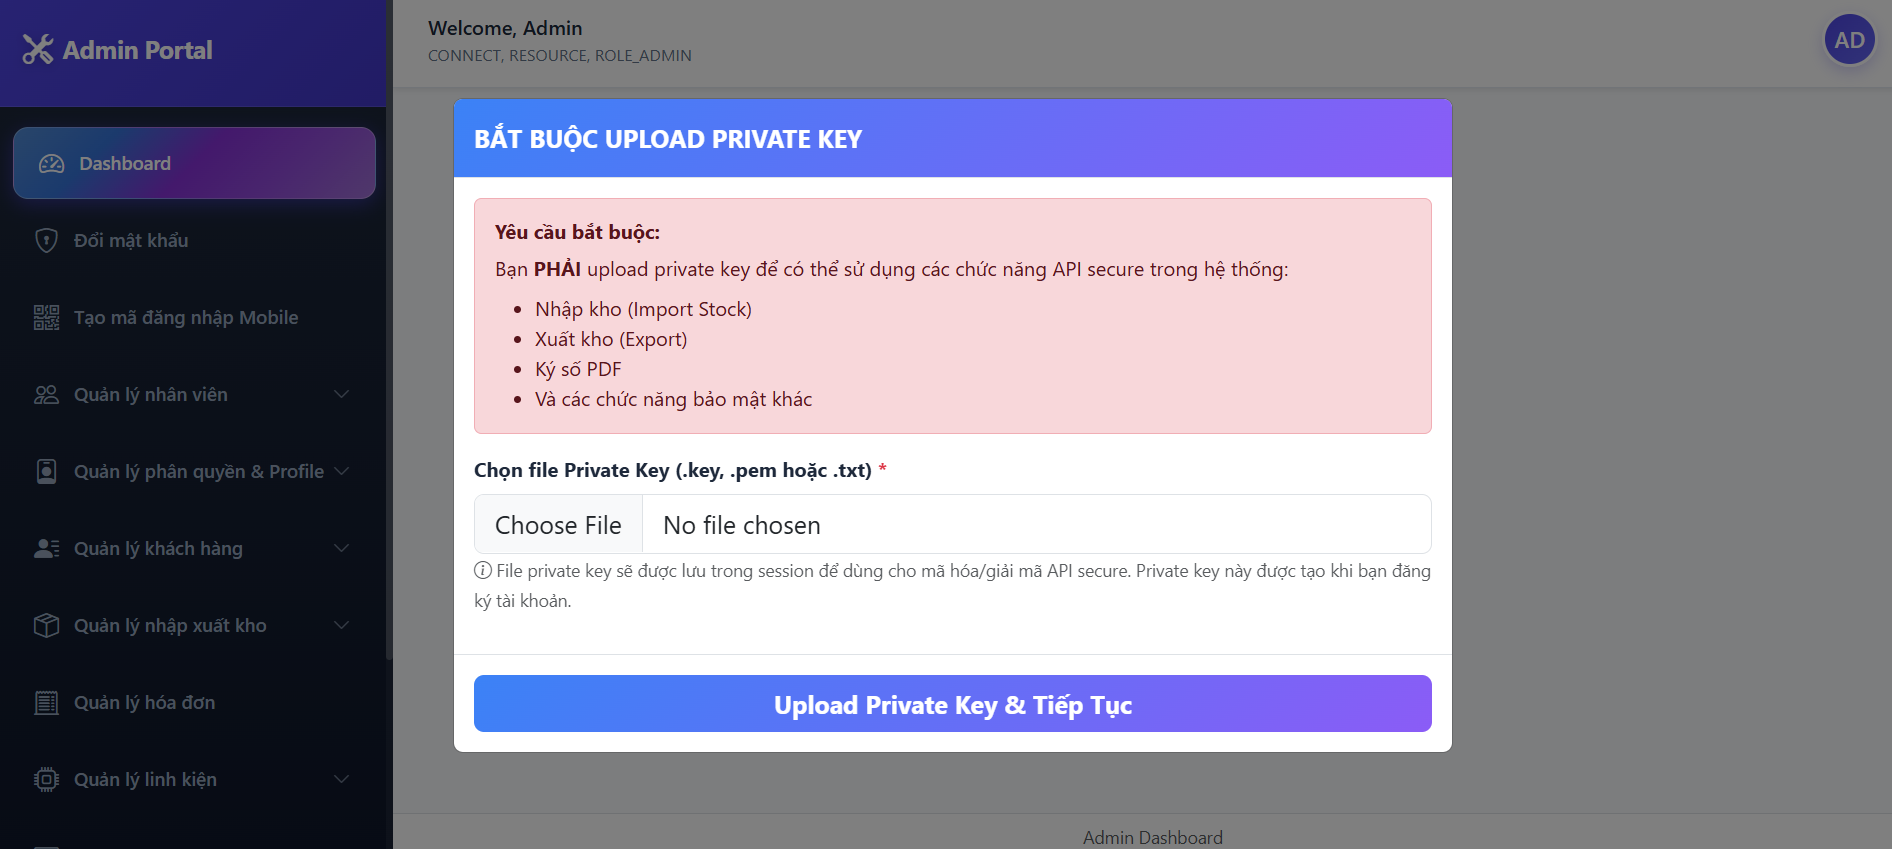 Admin Portal
Welcome, Admin
CONNECT, RESOURCE, ROLE_ADMIN
AD
Dashboard
Đổi mật khẩu
Tạo mã đăng nhập Mobile
Quản lý nhân viên
Quản lý phân quyền & Profile
Quản lý khách hàng
Quản lý nhập xuất kho
Quản lý hóa đơn
Quản lý linh kiện
BẮT BUỘC UPLOAD PRIVATE KEY
Yêu cầu bắt buộc:
Bạn PHẢI upload private key để có thể sử dụng các chức năng API secure trong hệ thống:
Nhập kho (Import Stock)
Xuất kho (Export)
Ký số PDF
Và các chức năng bảo mật khác
Chọn file Private Key (.key, .pem hoặc .txt) *
Choose File No file chosen
File private key sẽ được lưu trong session để dùng cho mã hóa/giải mã API secure. Private key này được tạo khi bạn đăng
ký tài khoản.
Upload Private Key & Tiếp Tục
Admin Dashboard